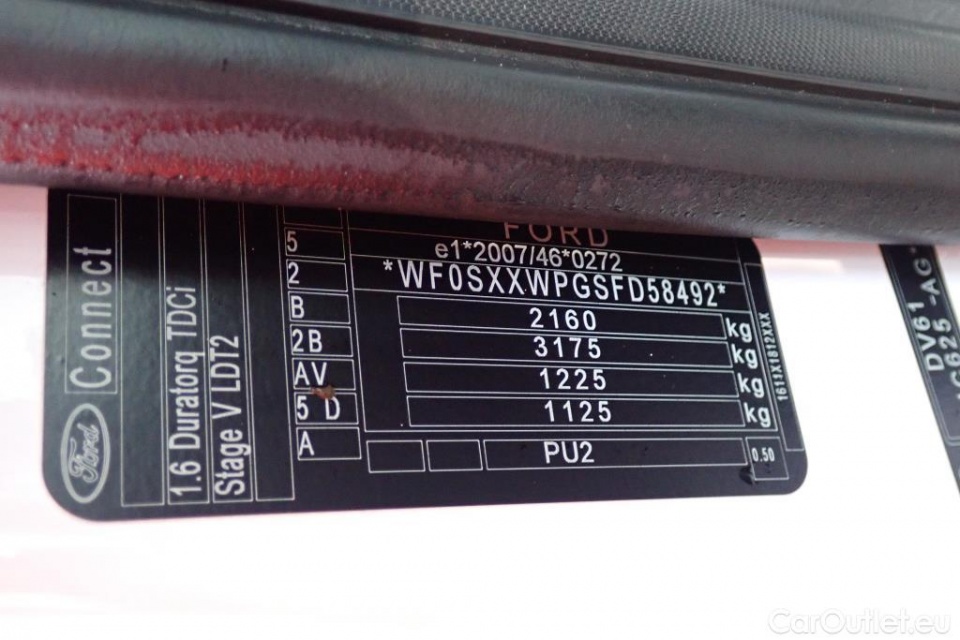 Connect
Ford
1.6 Duratorq TDCi
Stage V LDT2
5
2
B
2B
AV
5 D
A
FORD
e1*2007/46*0272
*WF0SXXWPGSFD58492*
2160 kg
3175 kg
1225 kg
1125 kg
PU2
0.50
1611X1812XXX
DV61
CarOutlet.eu